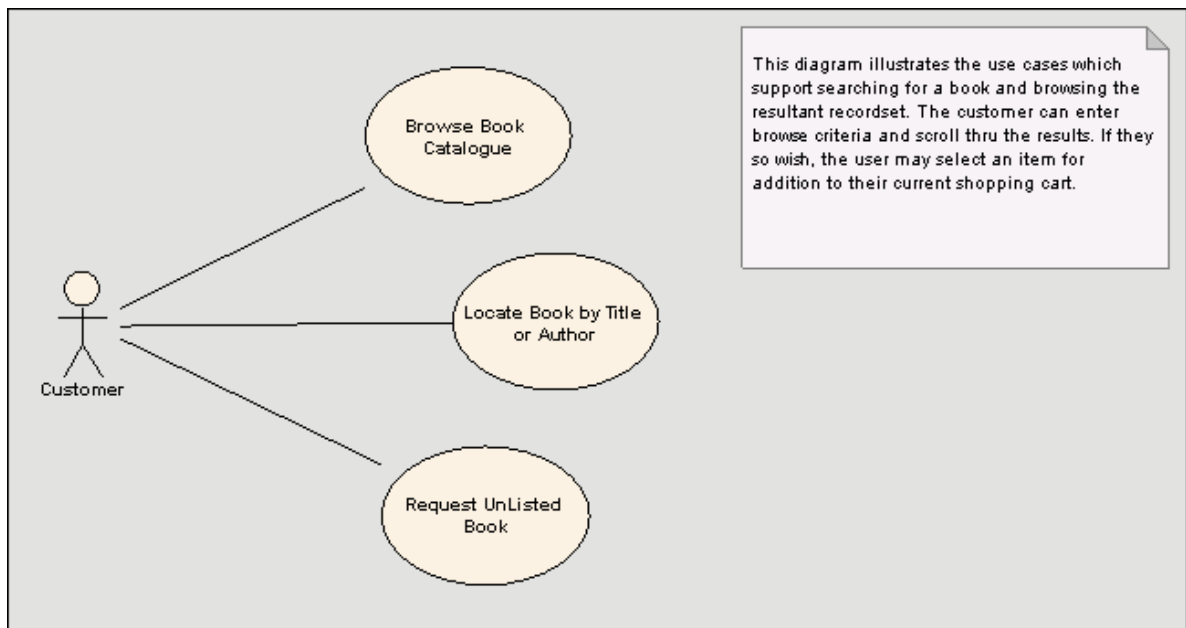 Browse Book
Catalogue
This diagram illustrates the use cases which
support searching for a book and browsing the
resultant recordset. The customer can enter
browse criteria and scroll thru the results. If they
so wish, the user may select an item for
addition to their current shopping cart.
Locate Book by Title
or Author
Customer
Request UnListed
Book